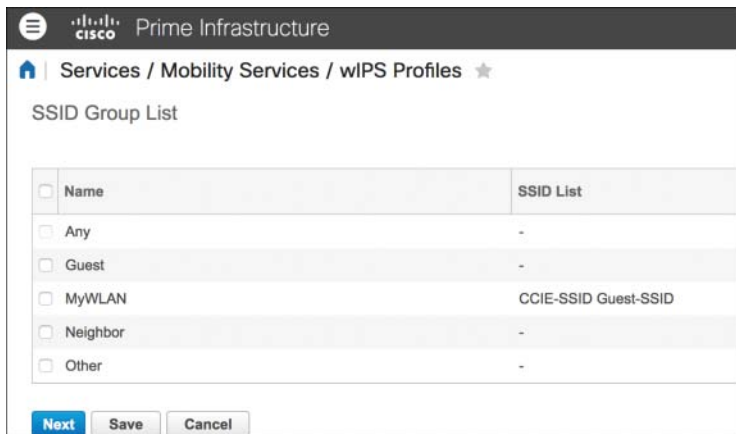 cisco Prime Infrastructure
Services / Mobility Services / wIPS Profiles
SSID Group List
Name SSID List
Any -
Guest -
MyWLAN CCIE-SSID Guest-SSID
Neighbor -
Other -
Next Save Cancel